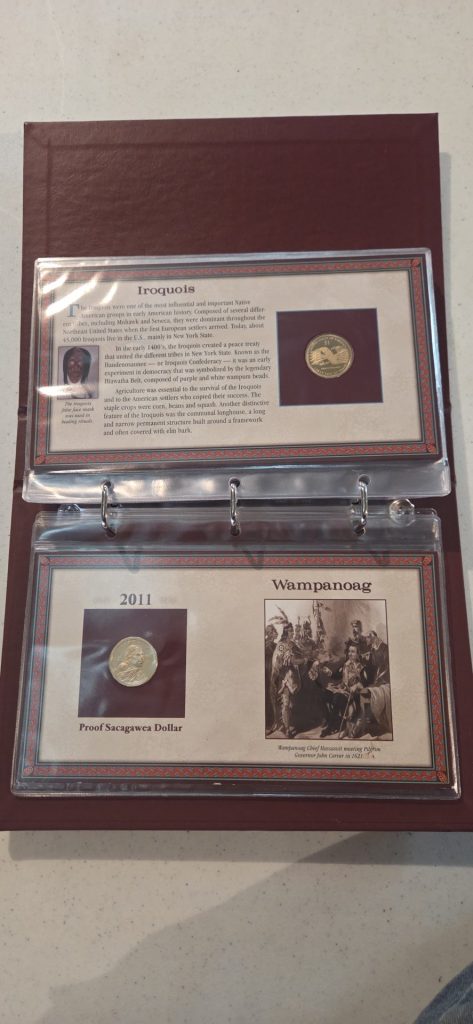 Iroquois
The Iroquois were one of the most influential and important Native
American groups in early American history. Composed of several differ-
ent tribes, including Mohawk and Seneca, they were dominant throughout the
Northeast United States when the first European settlers arrived. Today, about
45,000 Iroquois live in the U.S., mainly in New York State.
In the early 1400's, the Iroquois created a peace treaty
that united the different tribes in New York State. Known as the
Haudenosaunee — or Iroquois Confederacy — it was an early
experiment in democracy that was symbolized by the legendary
Hiawatha Belt, composed of purple and white wampum beads.
Agriculture was essential to the survival of the Iroquois
and to the American settlers who copied their success. The
staple crops were corn, beans and squash. Another distinctive
feature of the Iroquois was the communal longhouse, a long
and narrow permanent structure built around a framework
and often covered with elm bark.
The Iroquois
false face mask
was used in
healing rituals.
2011
Proof Sacagawea Dollar
Wampanoag
Wampanoag Chief Massasoit meeting Pilgrim
Governor John Carver in 1621.